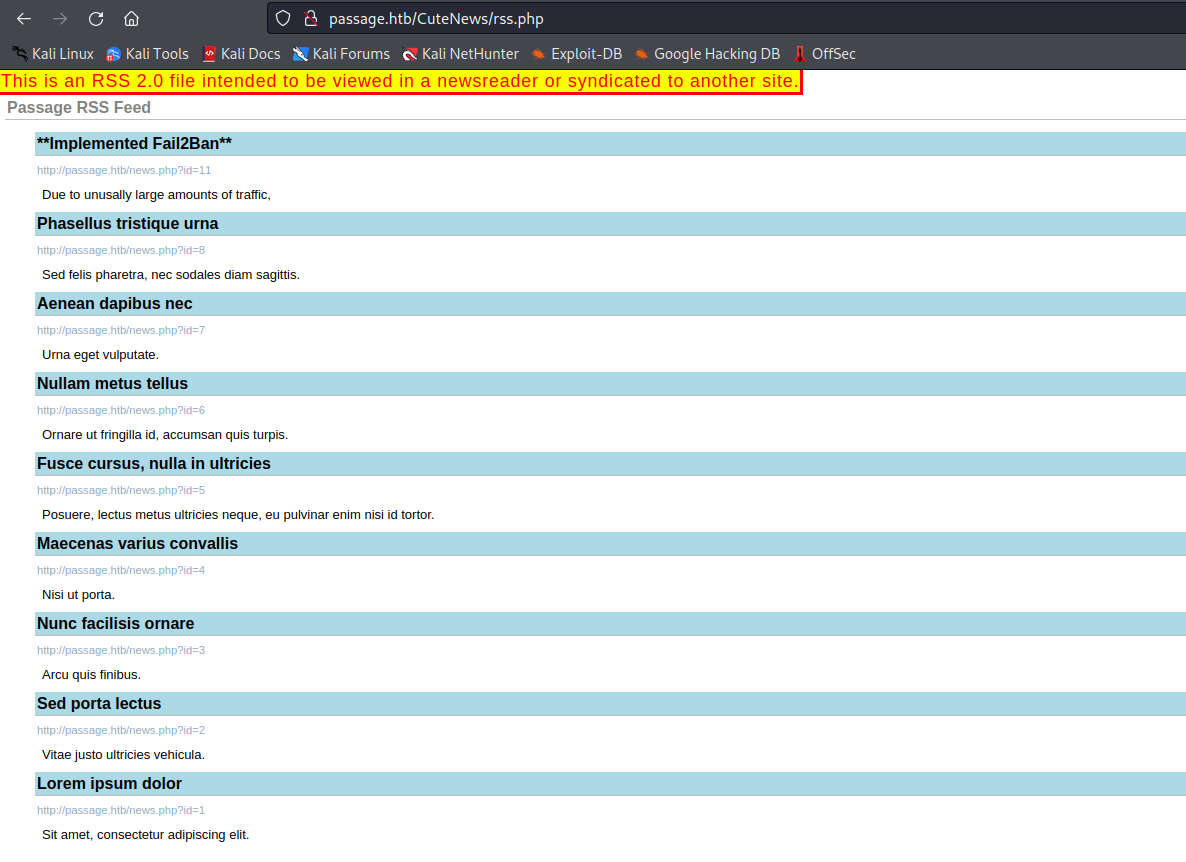 passage.htb/CuteNews/rss.php
Kali Linux Kali Tools Kali Docs Kali Forums Kali NetHunter Exploit-DB Google Hacking DB OffSec
This is an RSS 2.0 file intended to be viewed in a newsreader or syndicated to another site.
Passage RSS Feed
**Implemented Fail2Ban**
http://passage.htb/news.php?id=11
Due to unusally large amounts of traffic,
Phasellus tristique urna
http://passage.htb/news.php?id=8
Sed felis pharetra, nec sodales diam sagittis.
Aenean dapibus nec
http://passage.htb/news.php?id=7
Urna eget vulputate.
Nullam metus tellus
http://passage.htb/news.php?id=6
Ornare ut fringilla id, accumsan quis turpis.
Fusce cursus, nulla in ultricies
http://passage.htb/news.php?id=5
Posuere, lectus metus ultricies neque, eu pulvinar enim nisi id tortor.
Maecenas varius convallis
http://passage.htb/news.php?id=4
Nisi ut porta.
Nunc facilisis ornare
http://passage.htb/news.php?id=3
Arcu quis finibus.
Sed porta lectus
http://passage.htb/news.php?id=2
Vitae justo ultricies vehicula.
Lorem ipsum dolor
http://passage.htb/news.php?id=1
Sit amet, consectetur adipiscing elit.